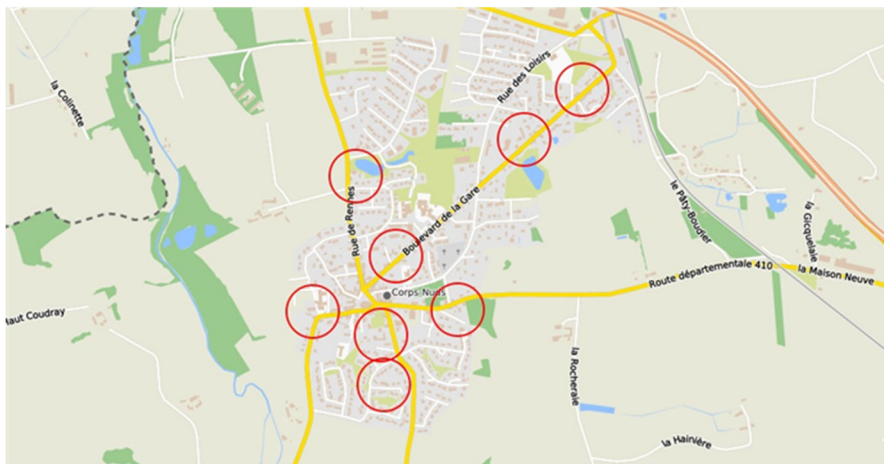 la Colinette
Rue des Loisirs
Rue de Rennes
Boulevard de la Gare
le Pâty-Boudier
la Gicquelaie
la Maison Neuve
Route départementale 410
Corps Nuds
Haut Coudray
la Rocheraie
la Hainière